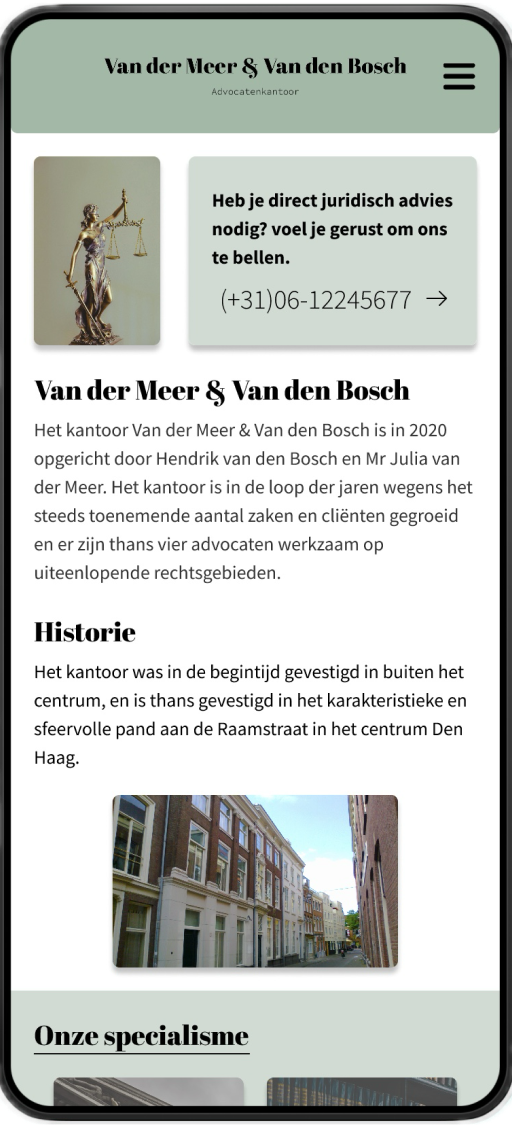 Van der Meer & Van den Bosch
Advocatenkantoor
Heb je direct juridisch advies
nodig? voel je gerust om ons
te bellen.
(+31)06-12245677 →
Van der Meer & Van den Bosch
Het kantoor Van der Meer & Van den Bosch is in 2020
opgericht door Hendrik van den Bosch en Mr Julia van
der Meer. Het kantoor is in de loop der jaren wegens het
steeds toenemende aantal zaken en cliënten gegroeid
en er zijn thans vier advocaten werkzaam op
uiteenlopende rechtsgebieden.
Historie
Het kantoor was in de begintijd gevestigd in buiten het
centrum, en is thans gevestigd in het karakteristieke en
sfeervolle pand aan de Raamstraat in het centrum Den
Haag.
Onze specialisme